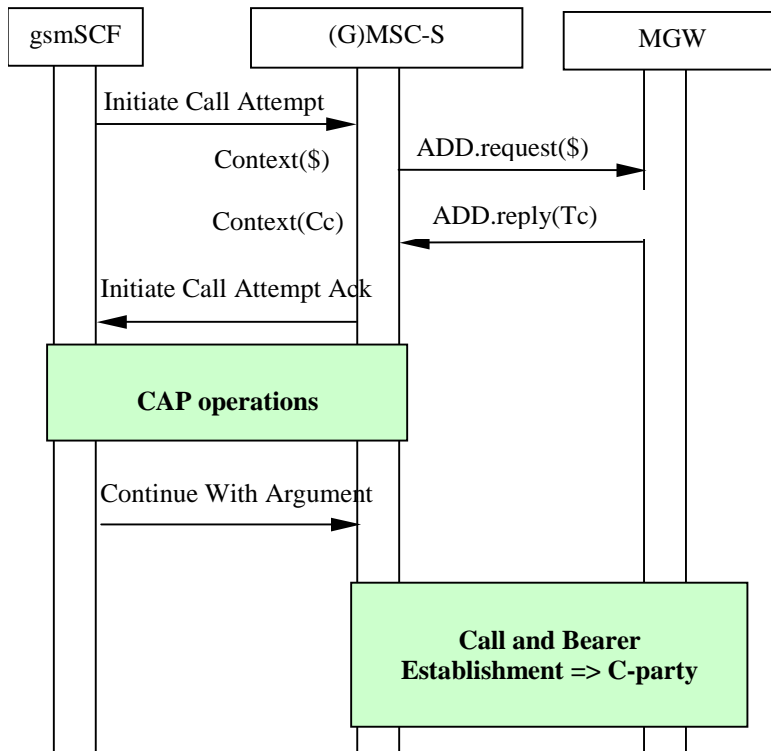 gsmSCF
(G)MSC-S
MGW
Initiate Call Attempt
Context($)
ADD.request($)
Context(Cc)
ADD.reply(Tc)
Initiate Call Attempt Ack
CAP operations
Continue With Argument
Call and Bearer
Establishment => C-party